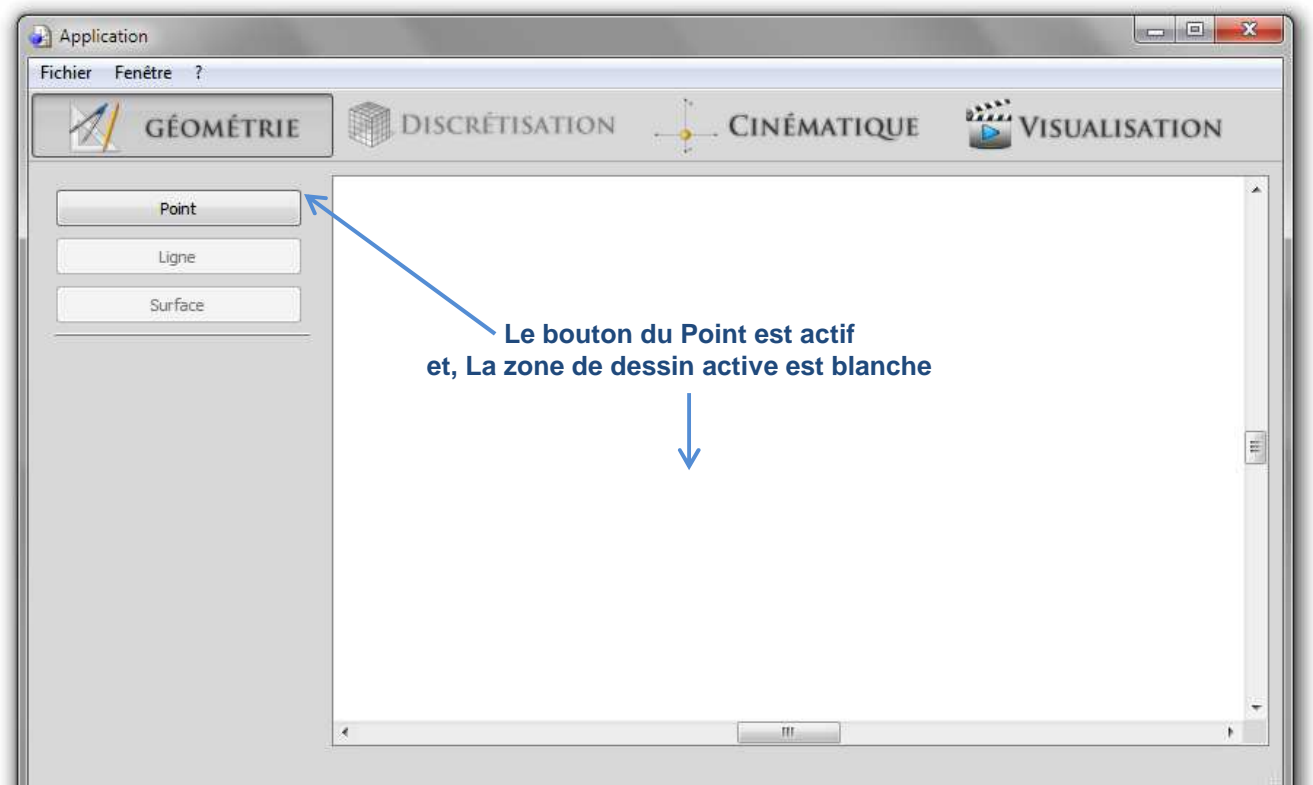 Application
Fichier Fenêtre ?
GÉOMÉTRIE DISCRÉTISATION CINÉMATIQUE VISUALISATION
Point
Ligne
Surface
Le bouton du Point est actif
et, La zone de dessin active est blanche